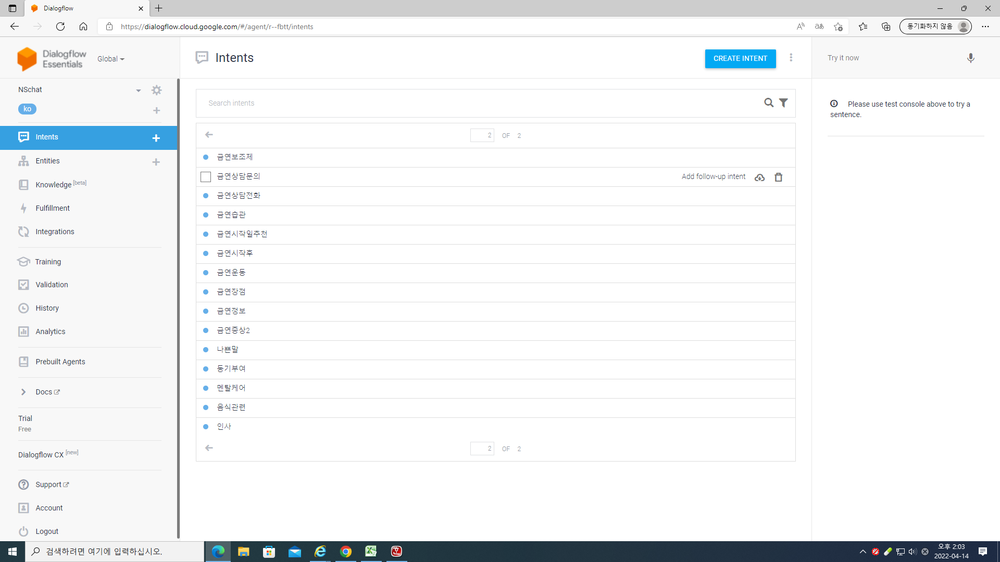 Dialogflow
https://dialogflow.cloud.google.com/#/agent/r--fbtt/intents
동기화하지 않음
Dialogflow
Essentials
Global
Intents
CREATE INTENT
Try it now
NSchat
ko
Search intents
Please use test console above to try a
sentence.
Intents
2 OF 2
Entities
금연보조제
Knowledge [beta]
금연상담문의
Add follow-up intent
금연상담전화
Fulfillment
금연습관
Integrations
금연시작일추천
금연시작후
Training
금연운동
Validation
금연장점
History
금연정보
Analytics
금연증상2
나쁜말
Prebuilt Agents
동기부여
멘탈케어
Docs
음식관련
Trial
Free
인사
2 OF 2
Dialogflow CX [new]
Support
Account
Logout
검색하려면 여기에 입력하십시오.
오후 2:03
2022-04-14